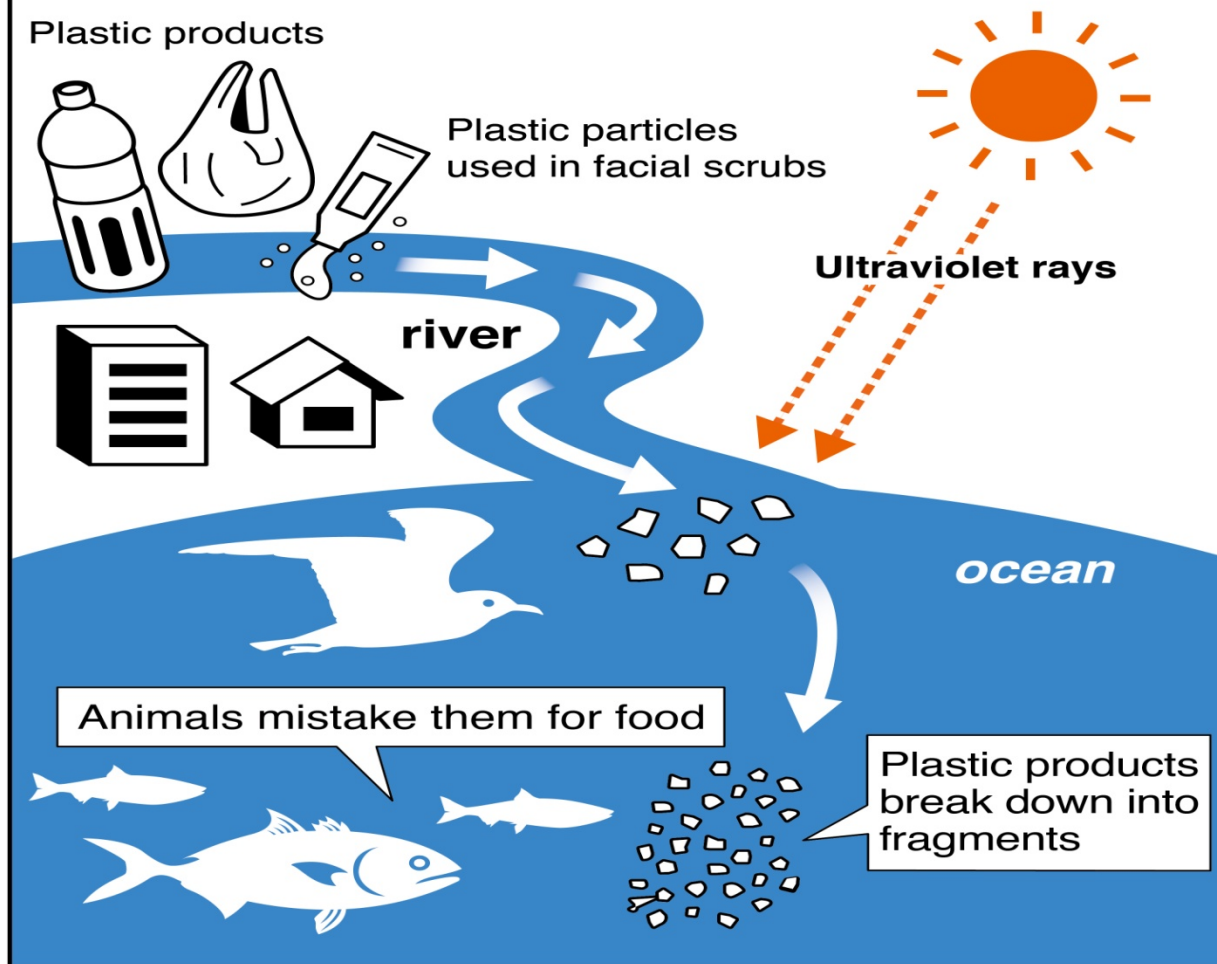 Plastic products
Plastic particles
used in facial scrubs
Ultraviolet rays
river
ocean
Animals mistake them for food
Plastic products
break down into
fragments